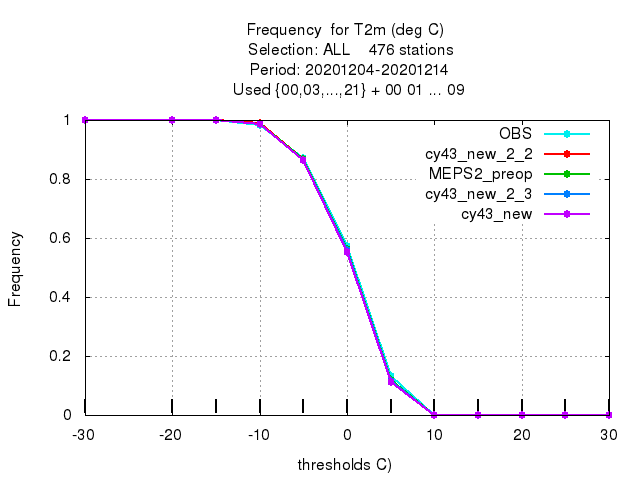 Frequency  for T2m (deg C)
Selection: ALL    476 stations
Period: 20201204-20201214
Used {00,03,...,21} + 00 01 ... 09
1
0.8
0.6
0.4
0.2
0
Frequency
OBS
cy43_new_2_2
MEPS2_preop
cy43_new_2_3
cy43_new
-30 -20 -10 0 10 20 30
thresholds C)